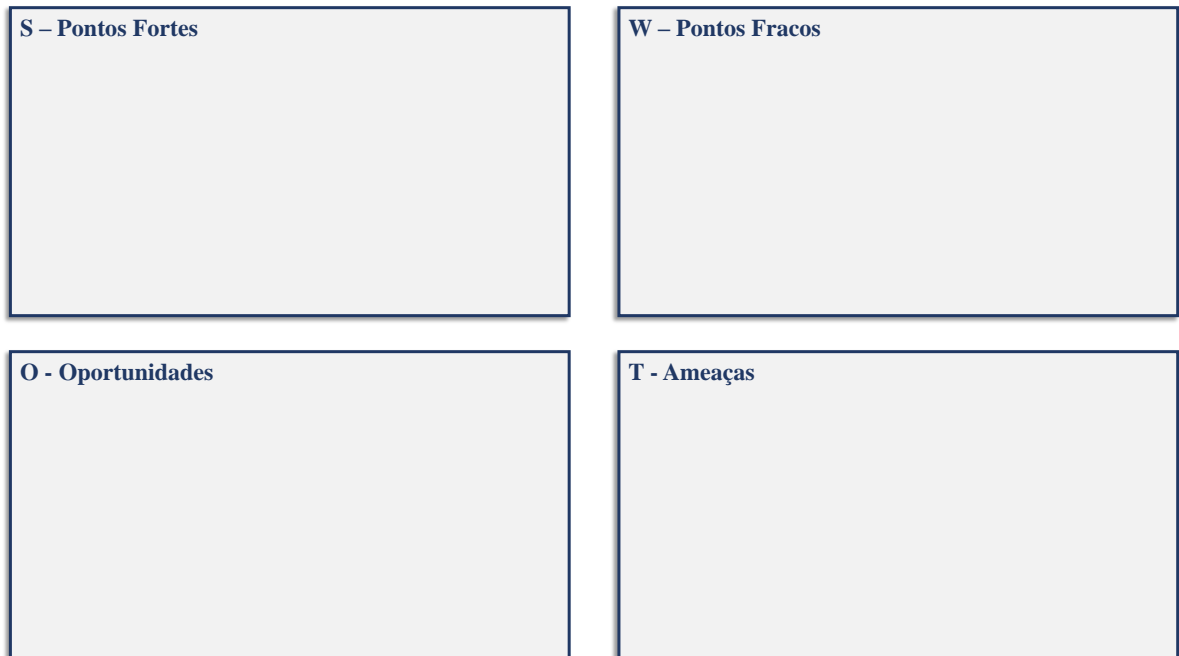 S – Pontos Fortes
W – Pontos Fracos
O - Oportunidades
T - Ameaças